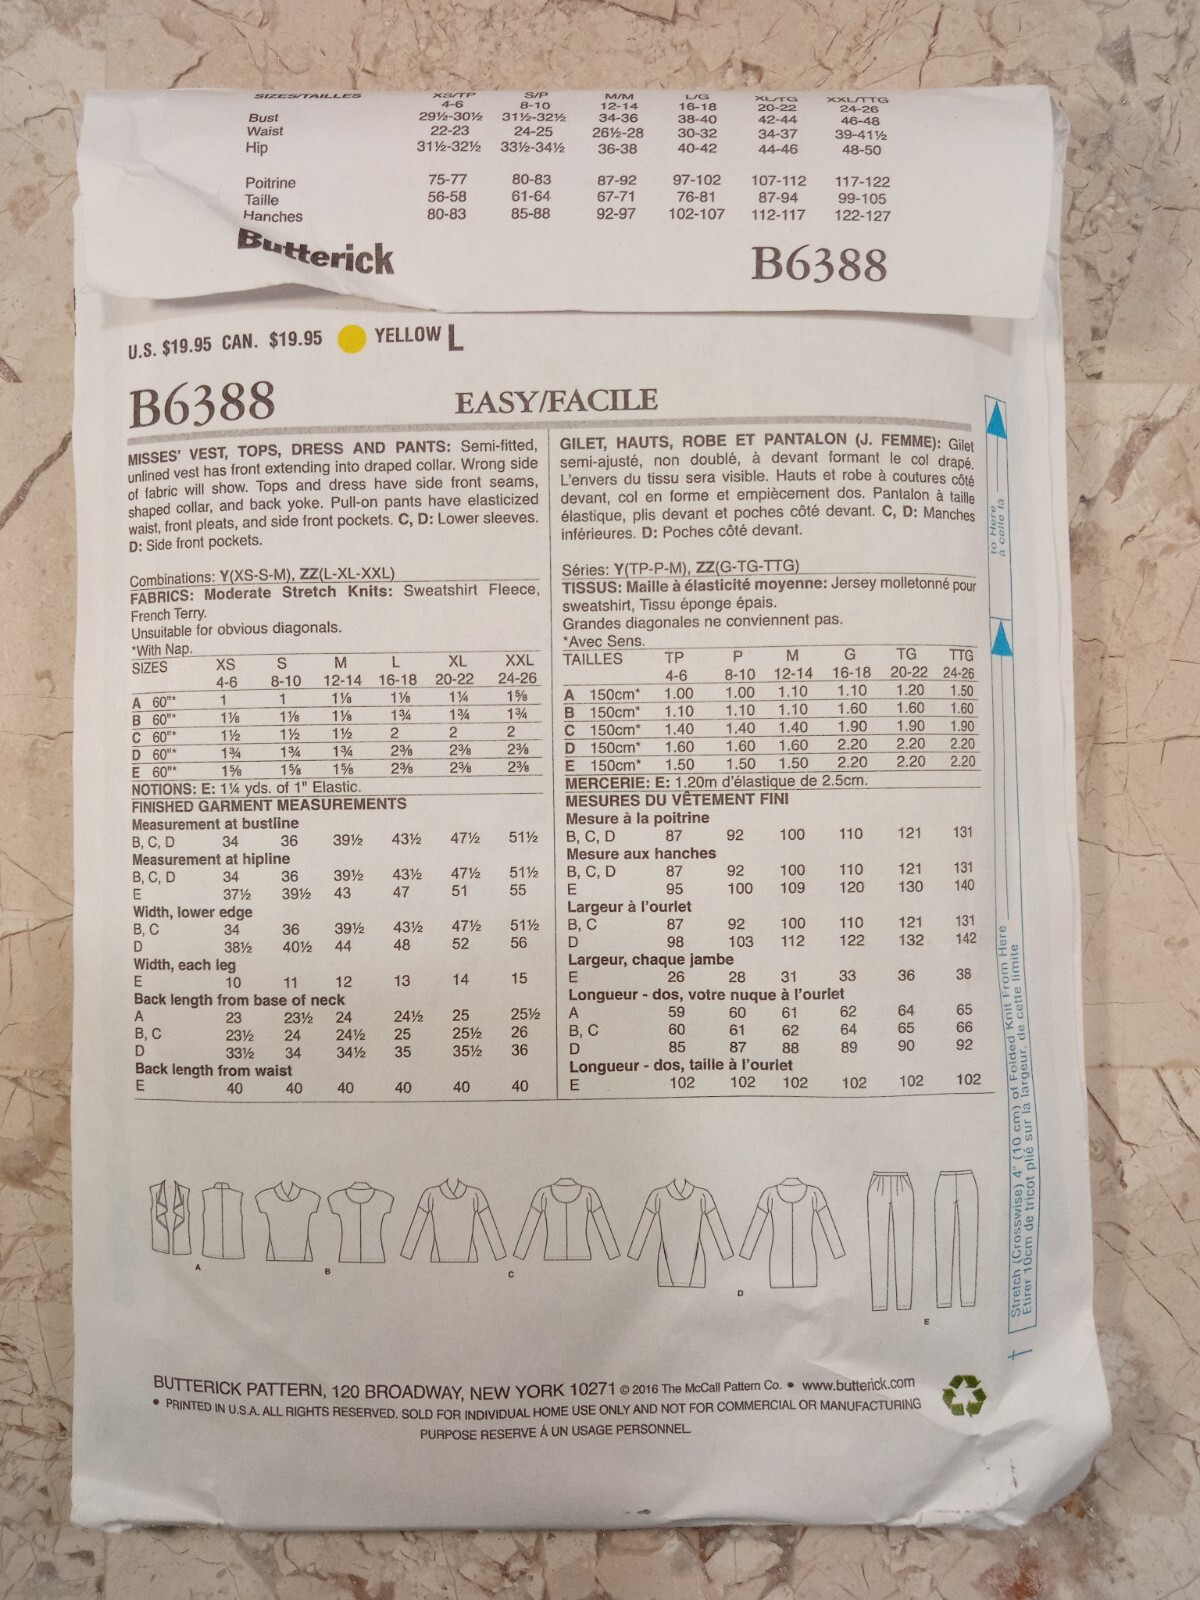 SIZES/TAILLES XS/TP S/P M/M L/G XL/TG XXL/TTG
4-6 8-10 12-14 16-18 20-22 24-26
Bust 29½-30½ 31½-32½ 34-36 38-40 42-44 46-48
Waist 22-23 24-25 26½-28 30-32 34-37 39-41½
Hip 31½-32½ 33½-34½ 36-38 40-42 44-46 48-50
Poitrine 75-77 80-83 87-92 97-102 107-112 117-122
Taille 56-58 61-64 67-71 76-81 87-94 99-105
Hanches 80-83 85-88 92-97 102-107 112-117 122-127
Butterick B6388
U.S. $19.95 CAN. $19.95 YELLOW L
B6388 EASY/FACILE
MISSES' VEST, TOPS, DRESS AND PANTS: Semi-fitted,
unlined vest has front extending into draped collar. Wrong side
of fabric will show. Tops and dress have side front seams,
shaped collar, and back yoke. Pull-on pants have elasticized
waist, front pleats, and side front pockets. C, D: Lower sleeves.
D: Side front pockets.
Combinations: Y(XS-S-M), ZZ(L-XL-XXL)
FABRICS: Moderate Stretch Knits: Sweatshirt Fleece,
French Terry.
Unsuitable for obvious diagonals.
*With Nap.
SIZES XS S M L XL XXL
4-6 8-10 12-14 16-18 20-22 24-26
A 60"* 1 1 1⅛ 1⅛ 1¼ 1⅝
B 60"* 1⅛ 1⅛ 1⅛ 1¾ 1¾ 1¾
C 60"* 1½ 1½ 1½ 2 2 2
D 60"* 1¾ 1¾ 1¾ 2⅜ 2⅜ 2⅜
E 60"* 1⅝ 1⅝ 1⅝ 2⅜ 2⅜ 2⅜
NOTIONS: E: 1¼ yds. of 1" Elastic.
FINISHED GARMENT MEASUREMENTS
Measurement at bustline
B, C, D 34 36 39½ 43½ 47½ 51½
Measurement at hipline
B, C, D 34 36 39½ 43½ 47½ 51½
E 37½ 39½ 43 47 51 55
Width, lower edge
B, C 34 36 39½ 43½ 47½ 51½
D 38½ 40½ 44 48 52 56
Width, each leg
E 10 11 12 13 14 15
Back length from base of neck
A 23 23½ 24 24½ 25 25½
B, C 23½ 24 24½ 25 25½ 26
D 33½ 34 34½ 35 35½ 36
Back length from waist
E 40 40 40 40 40 40
GILET, HAUTS, ROBE ET PANTALON (J. FEMME): Gilet
semi-ajusté, non doublé, à devant formant le col drapé.
L'envers du tissu sera visible. Hauts et robe à coutures côté
devant, col en forme et empiècement dos. Pantalon à taille
élastique, plis devant et poches côté devant. C, D: Manches
inférieures. D: Poches côté devant.
Séries: Y(TP-P-M), ZZ(G-TG-TTG)
TISSUS: Maille à élasticité moyenne: Jersey molletonné pour
sweatshirt, Tissu éponge épais.
Grandes diagonales ne conviennent pas.
*Avec Sens.
TAILLES TP P M G TG TTG
4-6 8-10 12-14 16-18 20-22 24-26
A 150cm* 1.00 1.00 1.10 1.10 1.20 1.50
B 150cm* 1.10 1.10 1.10 1.60 1.60 1.60
C 150cm* 1.40 1.40 1.40 1.90 1.90 1.90
D 150cm* 1.60 1.60 1.60 2.20 2.20 2.20
E 150cm* 1.50 1.50 1.50 2.20 2.20 2.20
MERCERIE: E: 1.20m d'élastique de 2.5cm.
MESURES DU VÊTEMENT FINI
Mesure à la poitrine
B, C, D 87 92 100 110 121 131
Mesure aux hanches
B, C, D 87 92 100 110 121 131
E 95 100 109 120 130 140
Largeur à l'ourlet
B, C 87 92 100 110 121 131
D 98 103 112 122 132 142
Largeur, chaque jambe
E 26 28 31 33 36 38
Longueur - dos, votre nuque à l'ourlet
A 59 60 61 62 64 65
B, C 60 61 62 64 65 66
D 85 87 88 89 90 92
Longueur - dos, taille à l'ourlet
E 102 102 102 102 102 102
to Here
à celle la
Stretch (Crosswise) 4" (10 cm) of Folded Knit From Here
Etirer 10cm de tricot plié sur la largeur, de cette limite
A
B
C
D
E
BUTTERICK PATTERN, 120 BROADWAY, NEW YORK 10271 © 2016 The McCall Pattern Co. • www.butterick.com
• PRINTED IN U.S.A. ALL RIGHTS RESERVED. SOLD FOR INDIVIDUAL HOME USE ONLY AND NOT FOR COMMERCIAL OR MANUFACTURING
PURPOSE RESERVE Á UN USAGE PERSONNEL.